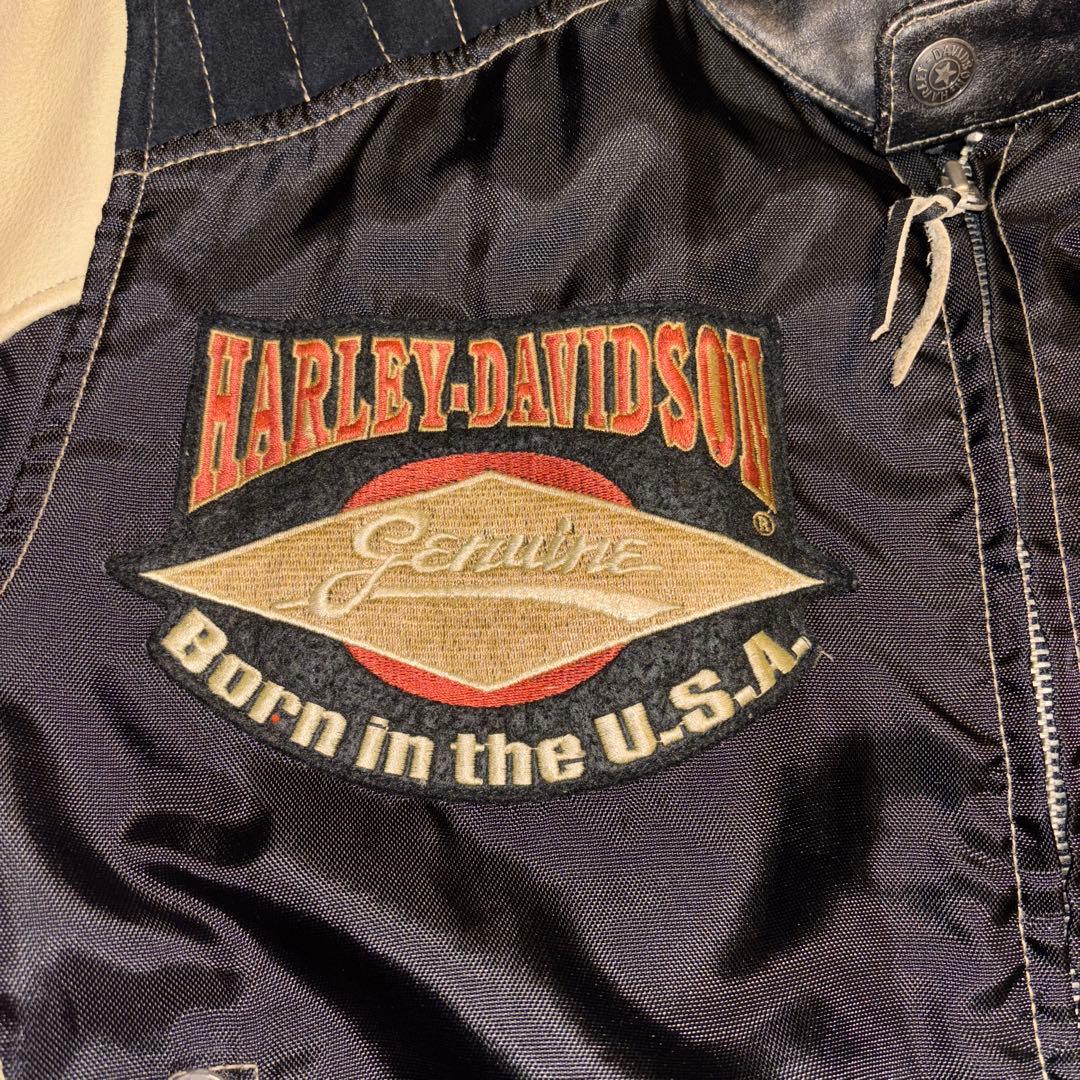 HARLEY-DAVIDSON
®
Genuine
Born in the U.S.A.